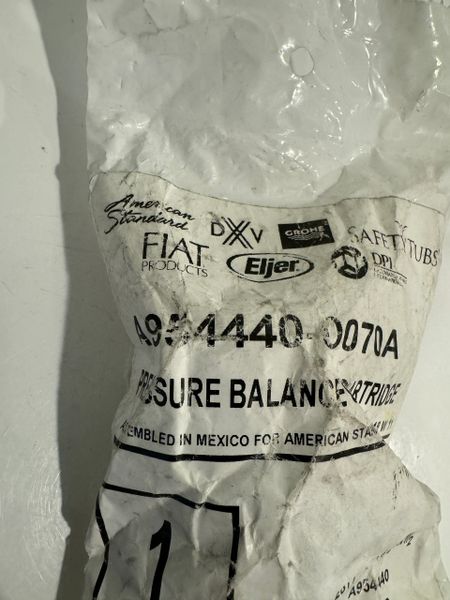 American Standard
DXV
GROHE
SAFETY TUBS
FIAT PRODUCTS
Eljer
DPI
A954440-0070A
PRESSURE BALANCE CARTRIDGE
ASSEMBLED IN MEXICO FOR AMERICAN
1
A954440